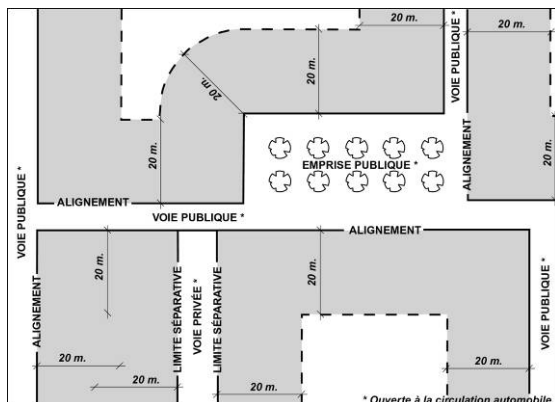 20 m.
20 m.
20 m.
VOIE PUBLIQUE *
20 m.
20 m.
EMPRISE PUBLIQUE *
ALIGNEMENT
20 m.
20 m.
VOIE PUBLIQUE *
ALIGNEMENT
VOIE PUBLIQUE *
ALIGNEMENT
20 m.
20 m.
ALIGNEMENT
LIMITE SÉPARATIVE
VOIE PRIVÉE *
LIMITE SÉPARATIVE
VOIE PUBLIQUE *
20 m.
20 m.
20 m.
20 m.
* Ouverte à la circulation automobile